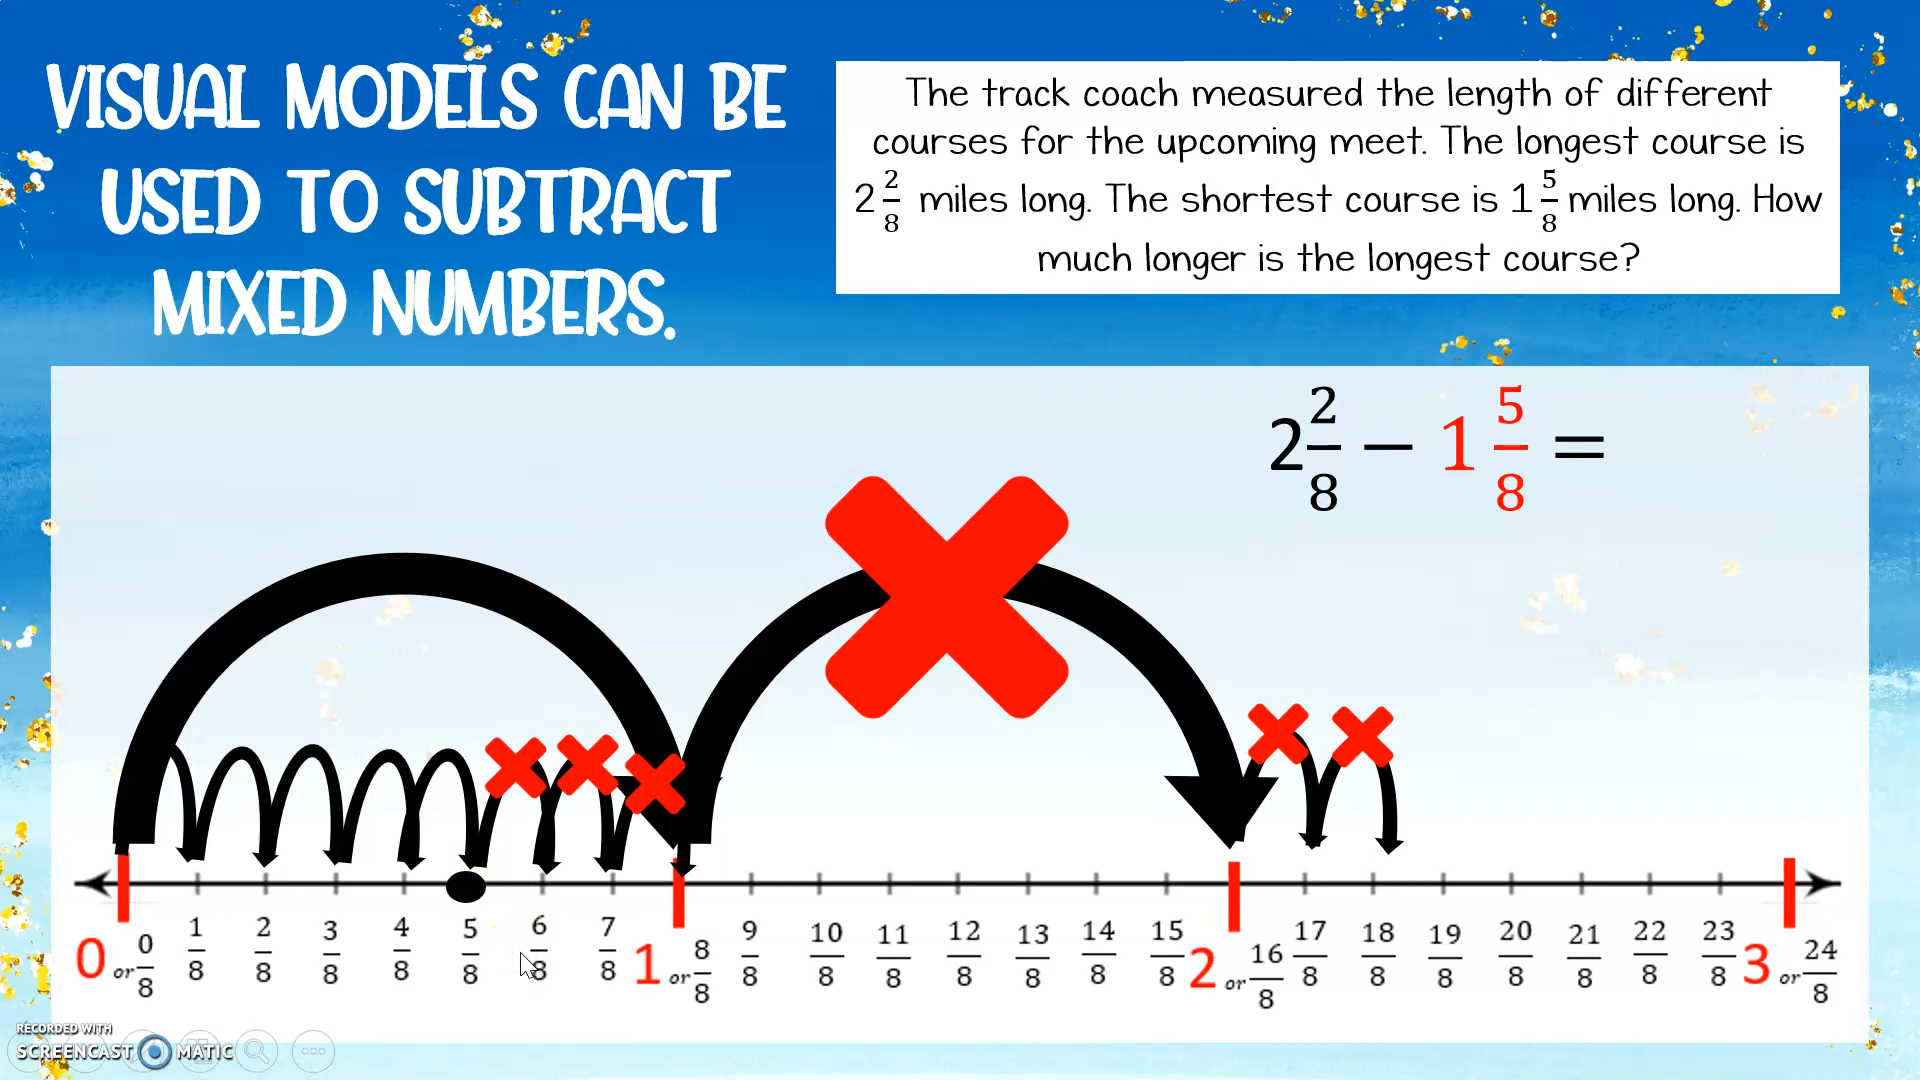 VISUAL MODELS CAN BE
USED TO SUBTRACT
MIXED NUMBERS.
The track coach measured the length of different
courses for the upcoming meet. The longest course is
2 2/8 miles long. The shortest course is 1 5/8 miles long. How
much longer is the longest course?
2 2/8 − 1 5/8 =
0 or 0/8 1/8 2/8 3/8 4/8 5/8 6/8 7/8 1 or 8/8 9/8 10/8 11/8 12/8 13/8 14/8 15/8 2 or 16/8 17/8 18/8 19/8 20/8 21/8 22/8 23/8 3 or 24/8
RECORDED WITH
SCREENCAST MATIC